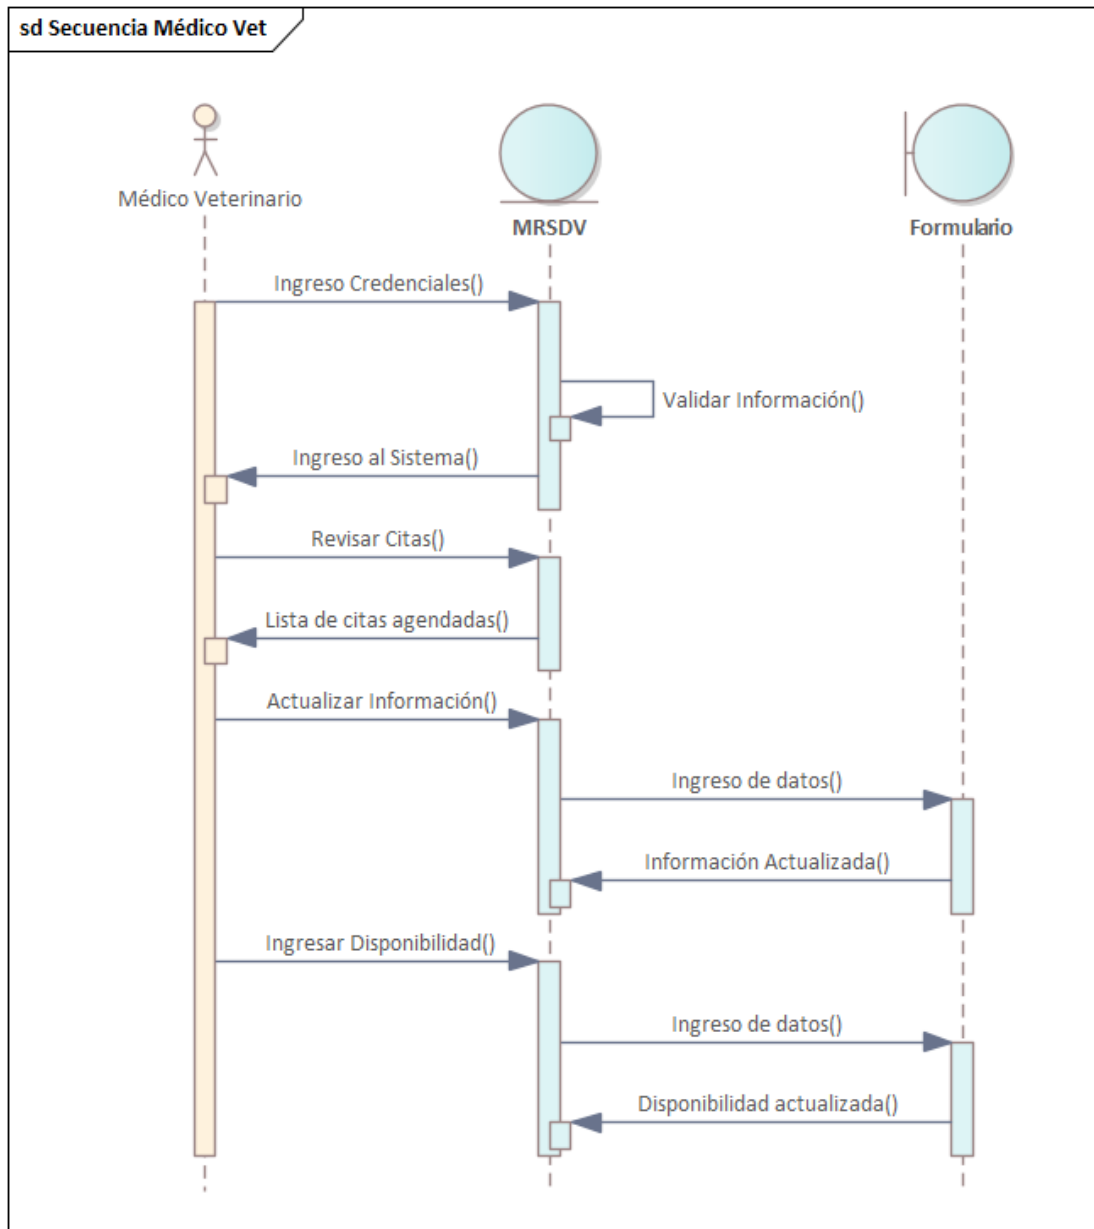 sd Secuencia Médico Vet
Médico Veterinario
MRSDV
Formulario
Ingreso Credenciales()
Validar Información()
Ingreso al Sistema()
Revisar Citas()
Lista de citas agendadas()
Actualizar Información()
Ingreso de datos()
Información Actualizada()
Ingresar Disponibilidad()
Ingreso de datos()
Disponibilidad actualizada()